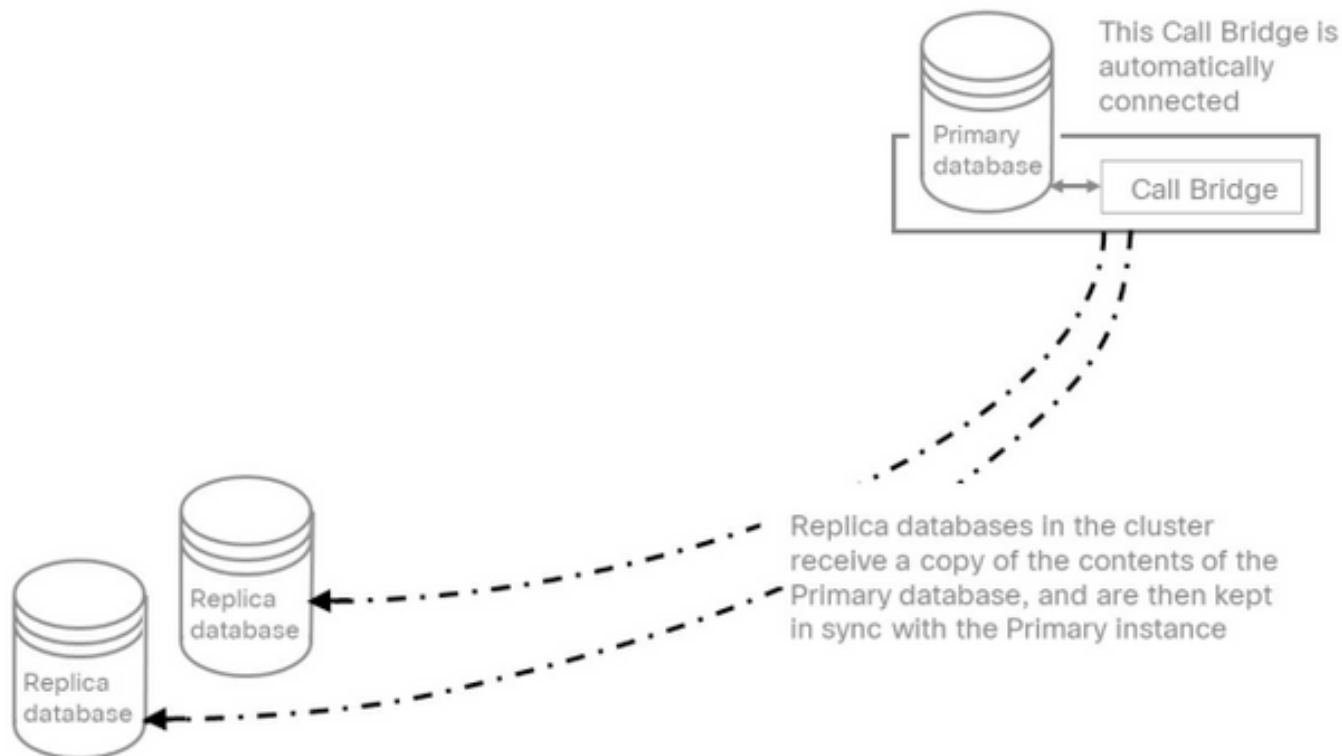 This Call Bridge is
automatically
connected
Primary
database
Call Bridge
Replica databases in the cluster
receive a copy of the contents of the
Primary database, and are then kept
in sync with the Primary instance
Replica
database
Replica
database